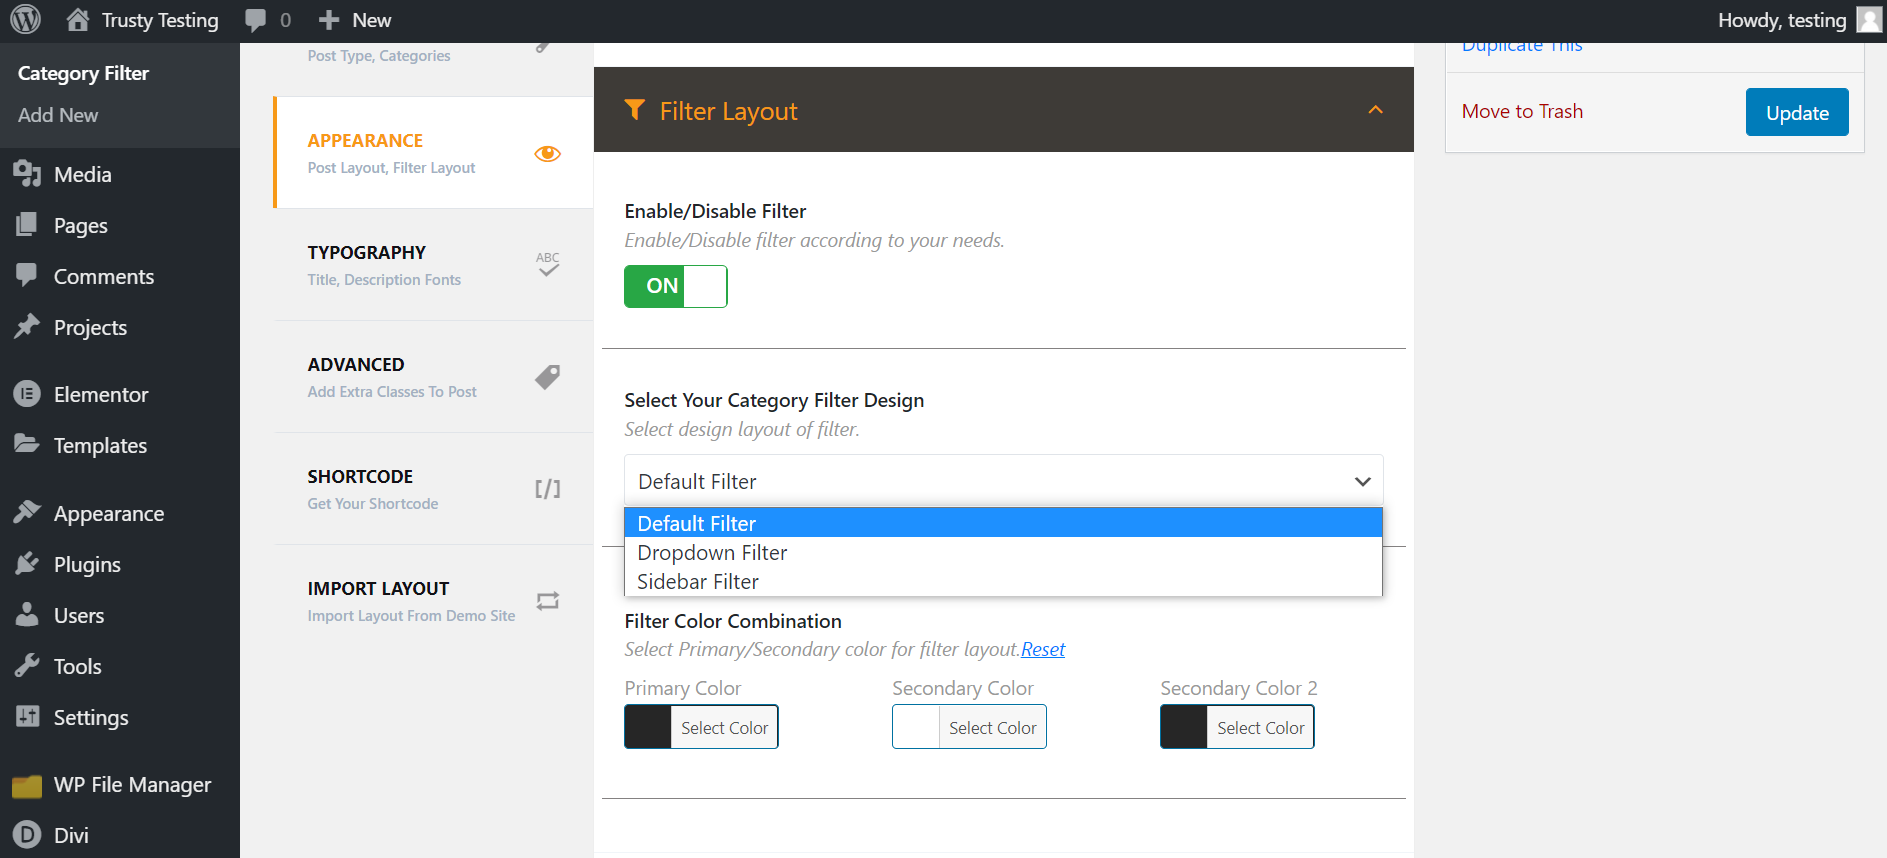 Trusty Testing 0 New Howdy, testing
Category Filter
Add New
Media
Pages
Comments
Projects
Elementor
Templates
Appearance
Plugins
Users
Tools
Settings
WP File Manager
D Divi
Post Type, Categories
APPEARANCE
Post Layout, Filter Layout
TYPOGRAPHY
Title, Description Fonts
ABC
ADVANCED
Add Extra Classes To Post
SHORTCODE
Get Your Shortcode
[/]
IMPORT LAYOUT
Import Layout From Demo Site
Filter Layout
Enable/Disable Filter
Enable/Disable filter according to your needs.
ON
Select Your Category Filter Design
Select design layout of filter.
Default Filter
Default Filter
Dropdown Filter
Sidebar Filter
Filter Color Combination
Select Primary/Secondary color for filter layout.Reset
Primary Color Secondary Color Secondary Color 2
Select Color Select Color Select Color
Duplicate This
Move to Trash Update